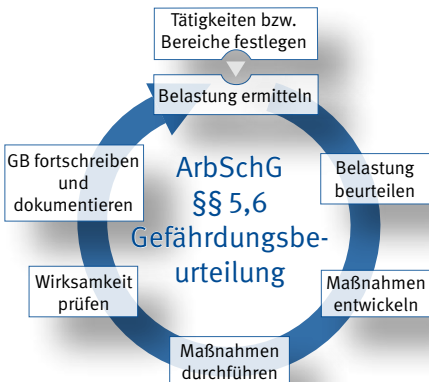 Tätigkeiten bzw.
Bereiche festlegen
Belastung ermitteln
Belastung
beurteilen
Maßnahmen
entwickeln
Maßnahmen
durchführen
Wirksamkeit
prüfen
GB fortschreiben
und
dokumentieren
ArbSchG
§§ 5,6
Gefährdungsbe-
urteilung